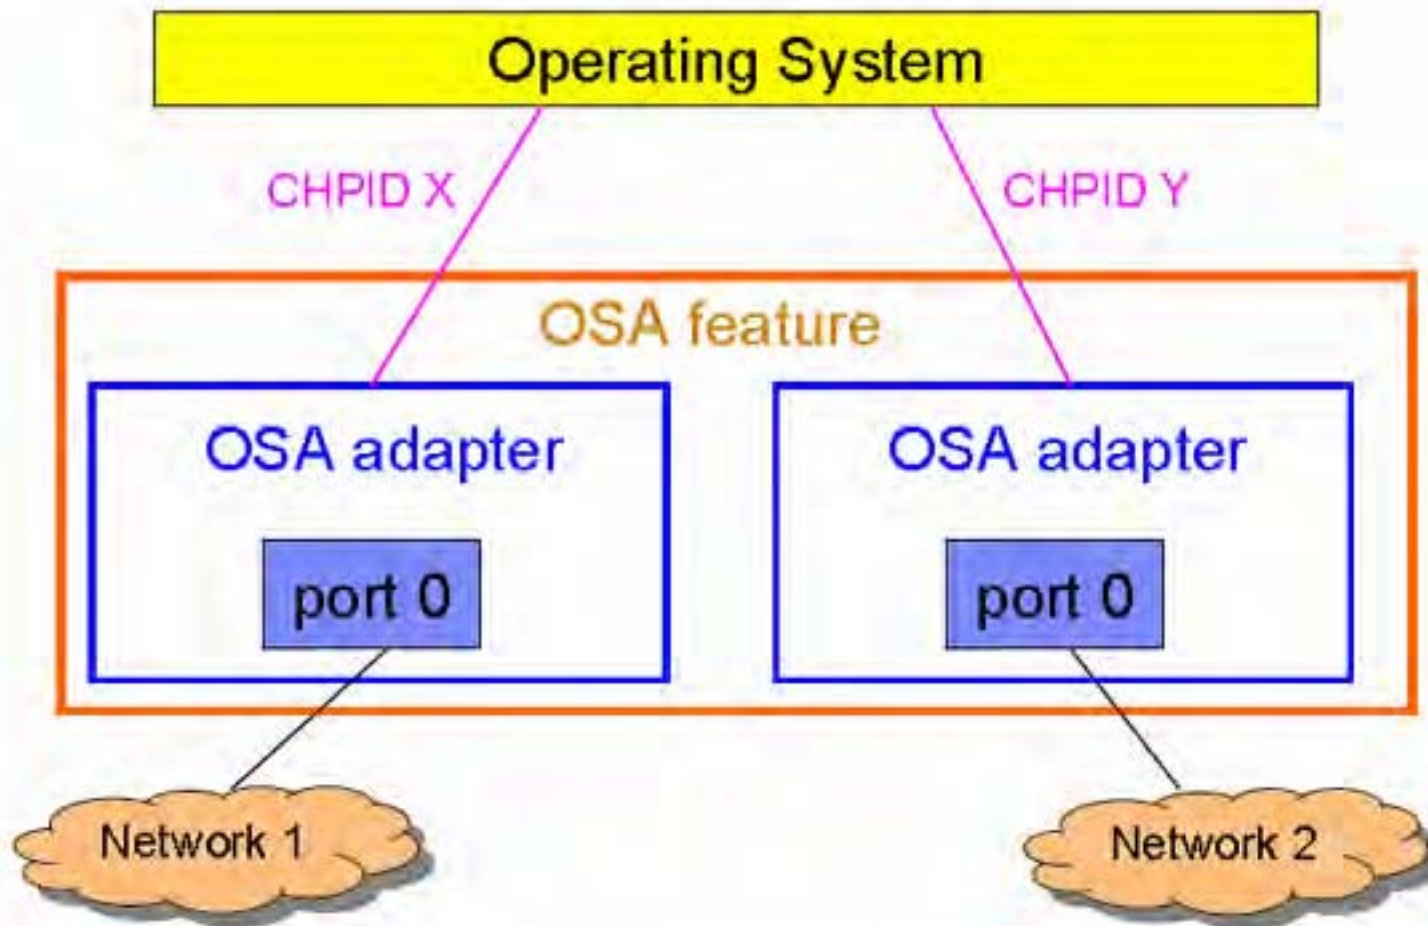 Operating System
CHPID X
CHPID Y
OSA feature
OSA adapter
OSA adapter
port 0
port 0
Network 1
Network 2